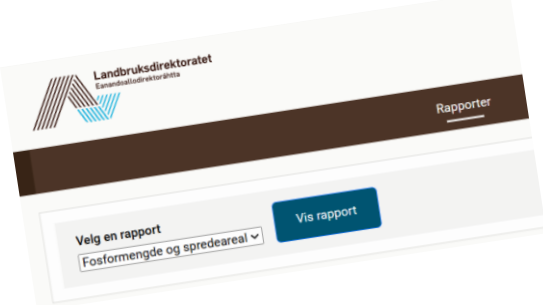 Landbruksdirektoratet
Eanandoallodirektoráhtta
Rapporter
Velg en rapport
Fosformengde og spredeareal
Vis rapport